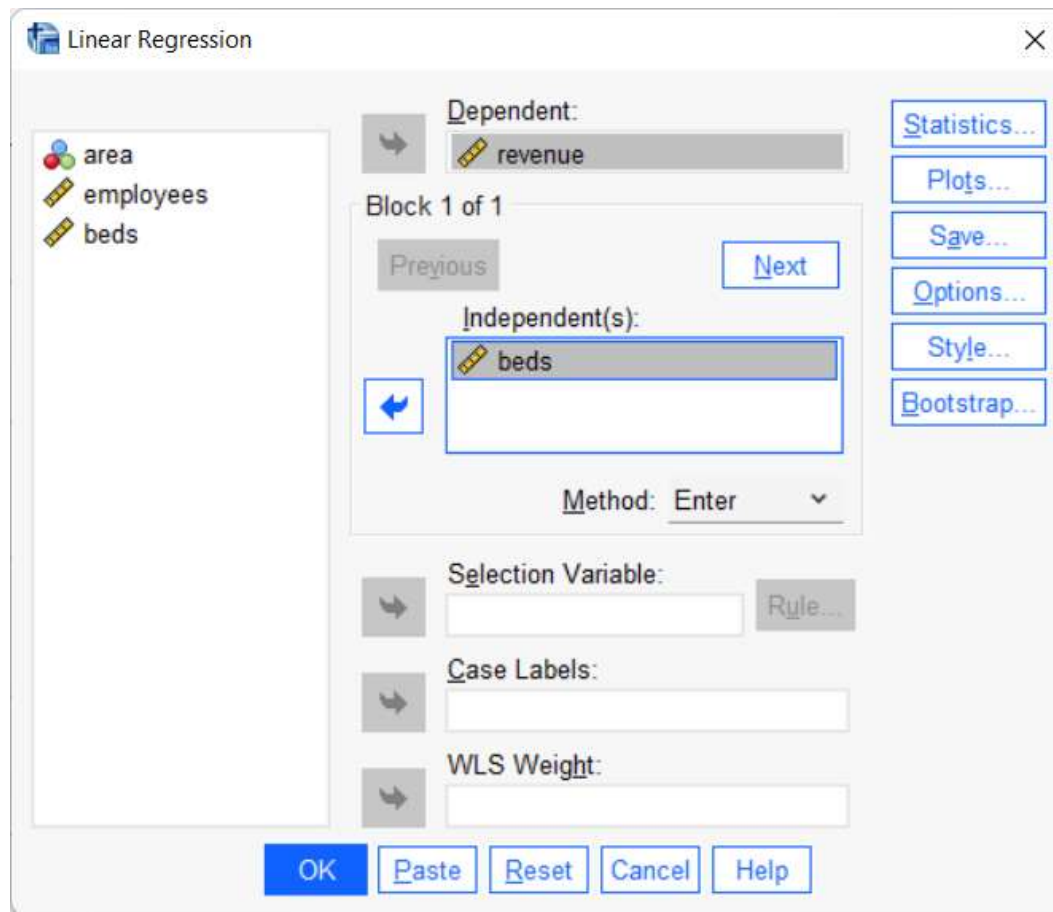 Linear Regression
area
employees
beds
Dependent:
revenue
Block 1 of 1
Previous
Next
Independent(s):
beds
Method: Enter
Selection Variable:
Rule...
Case Labels:
WLS Weight:
Statistics...
Plots...
Save...
Options...
Style...
Bootstrap...
OK
Paste
Reset
Cancel
Help